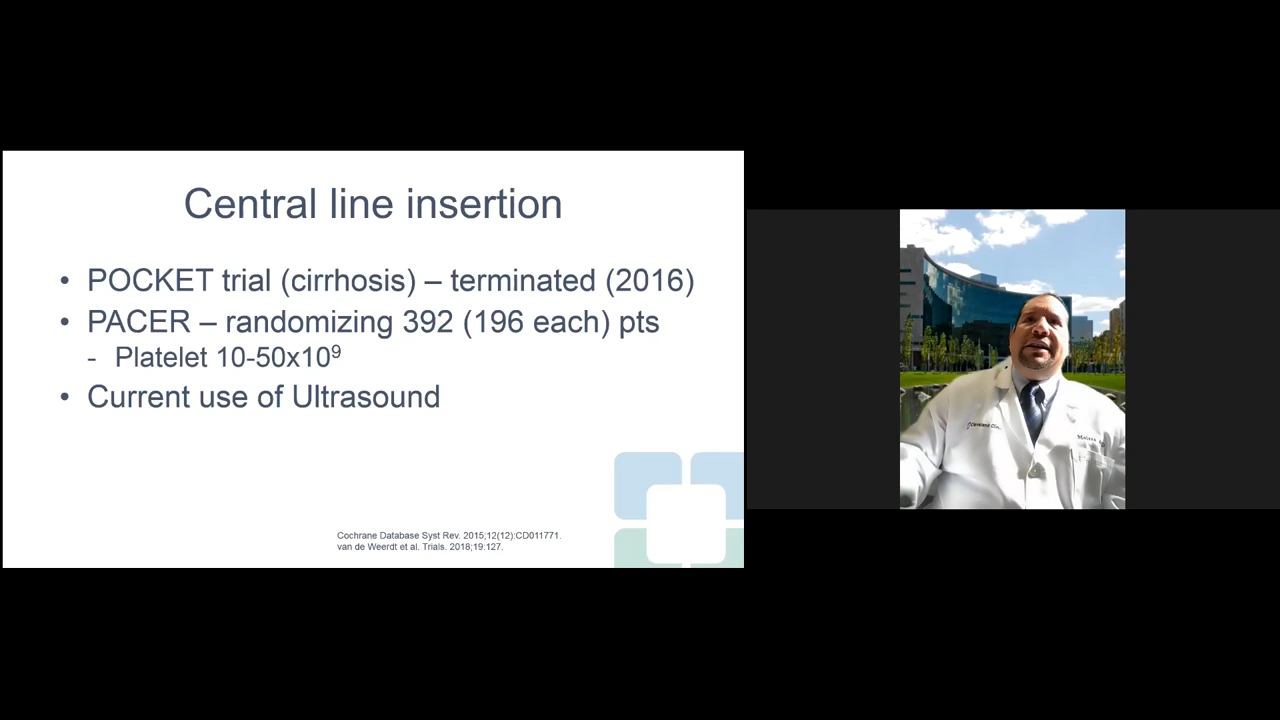 Central line insertion
• POCKET trial (cirrhosis) – terminated (2016)
• PACER – randomizing 392 (196 each) pts
- Platelet 10-50x10⁹
• Current use of Ultrasound
Cochrane Database Syst Rev. 2015;12(12):CD011771.
van de Weerdt et al. Trials. 2018;19:127.
Cleveland